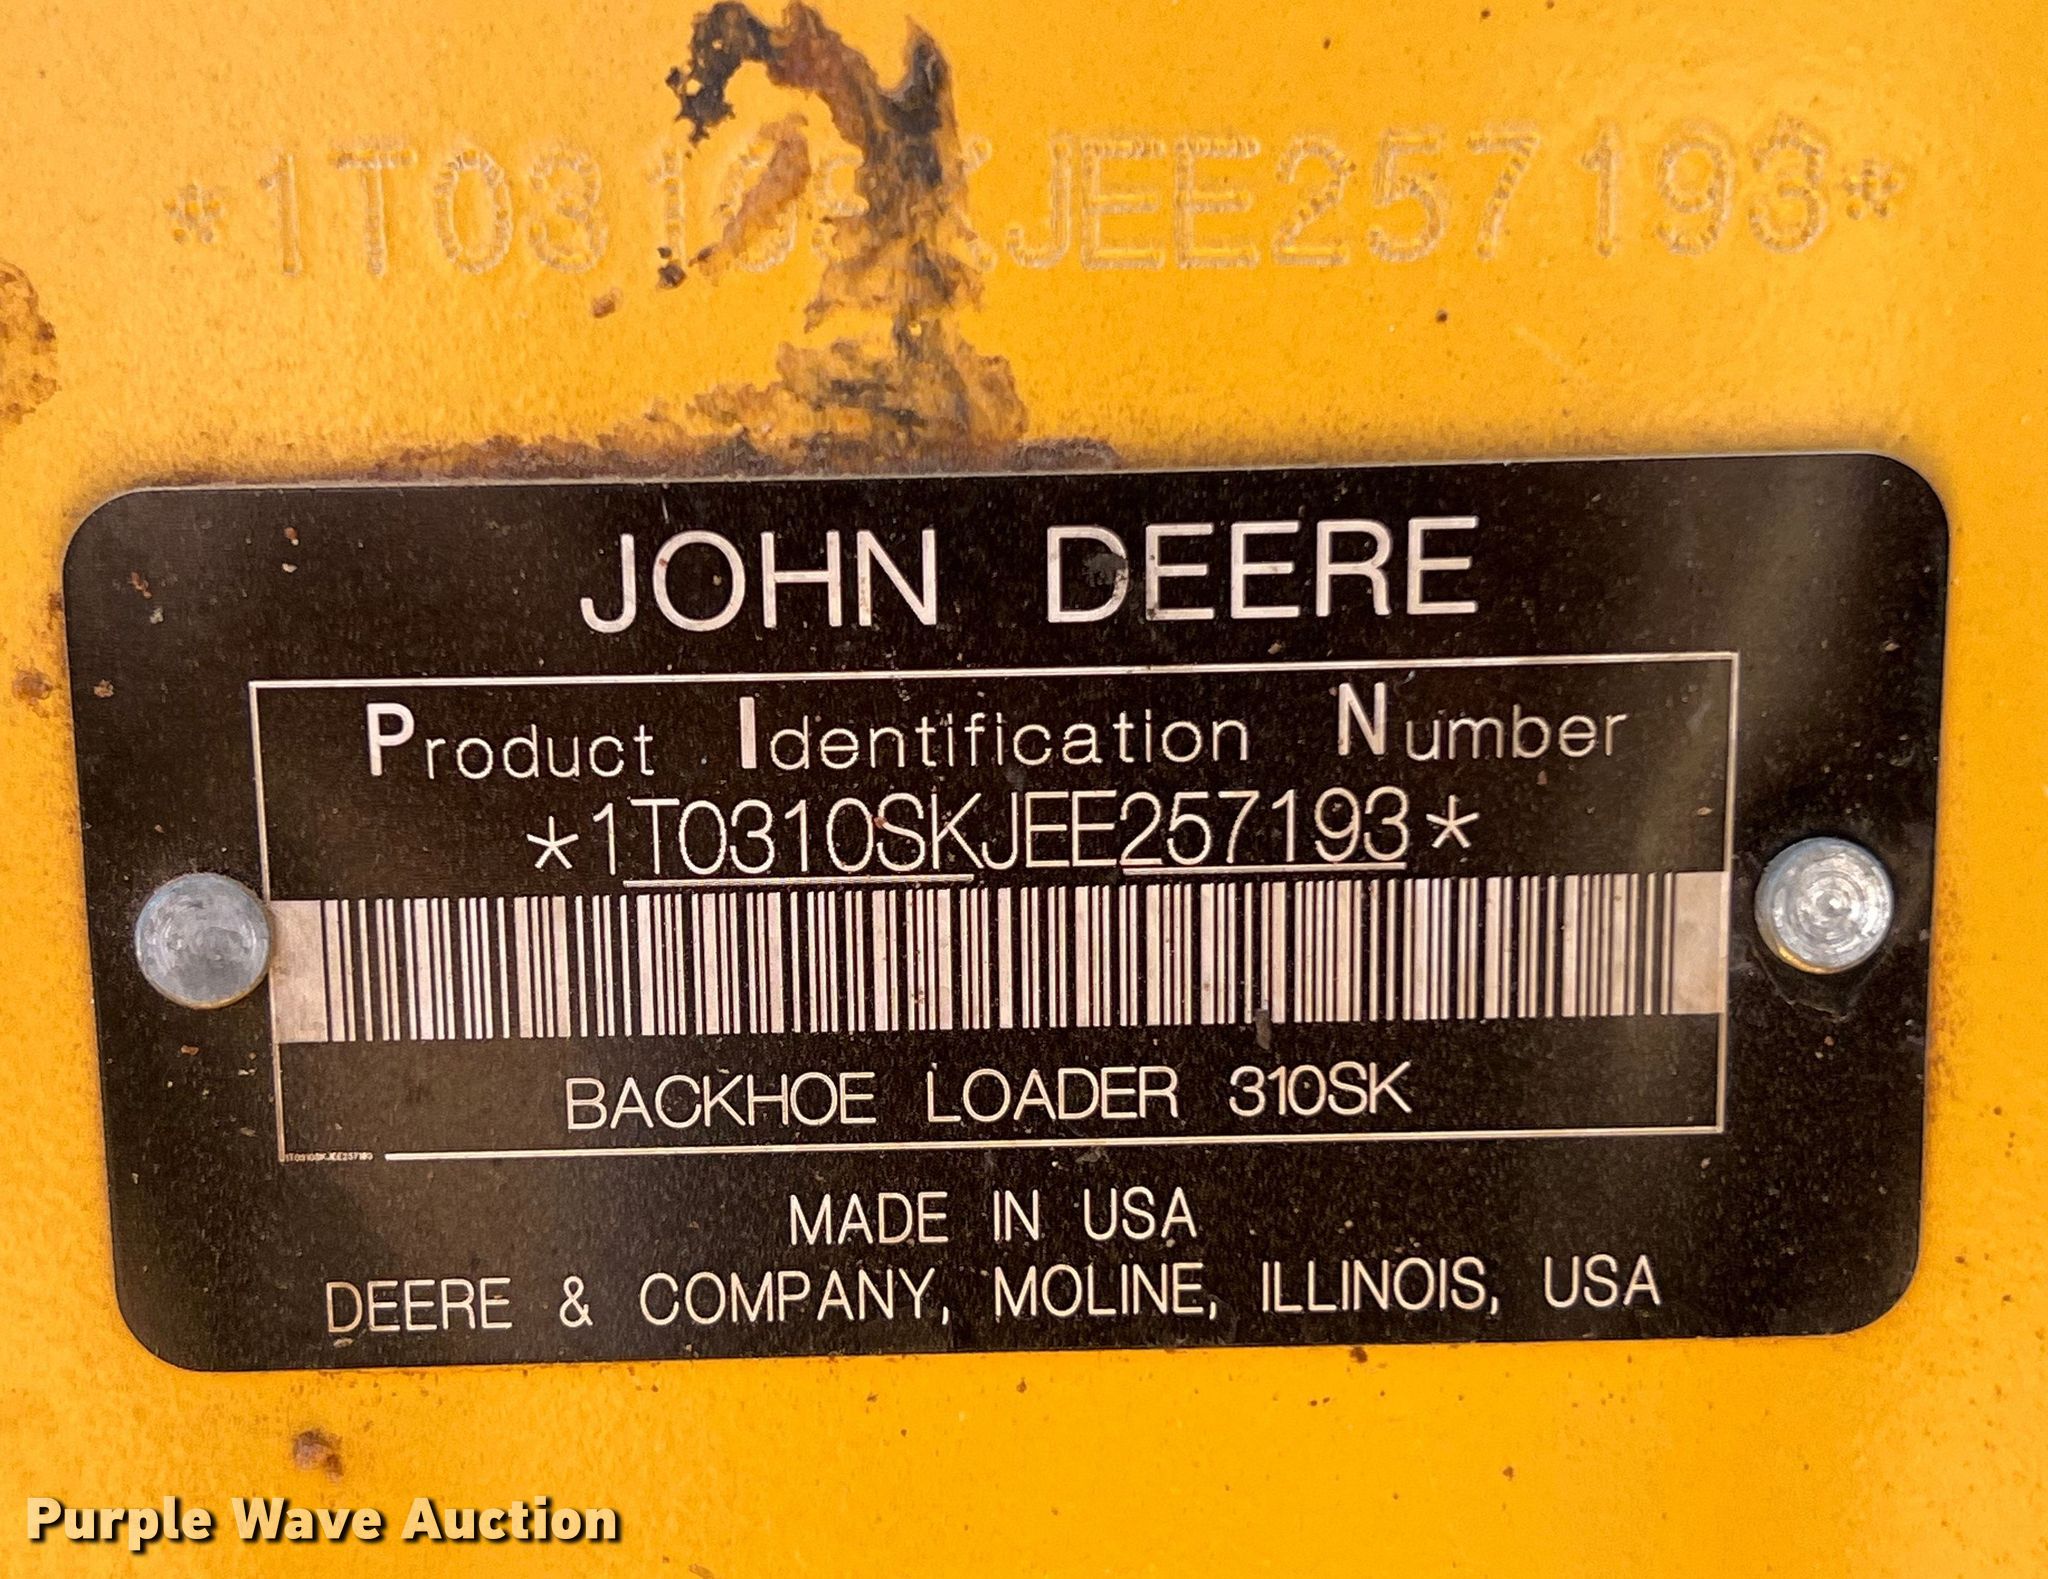 *1T0310SKJEE257193*
JOHN DEERE
Product Identification Number
*1T0310SKJEE257193*
BACKHOE LOADER 310SK
1T0310SKJEE257193
MADE IN USA
DEERE & COMPANY, MOLINE, ILLINOIS, USA
Purple Wave Auction